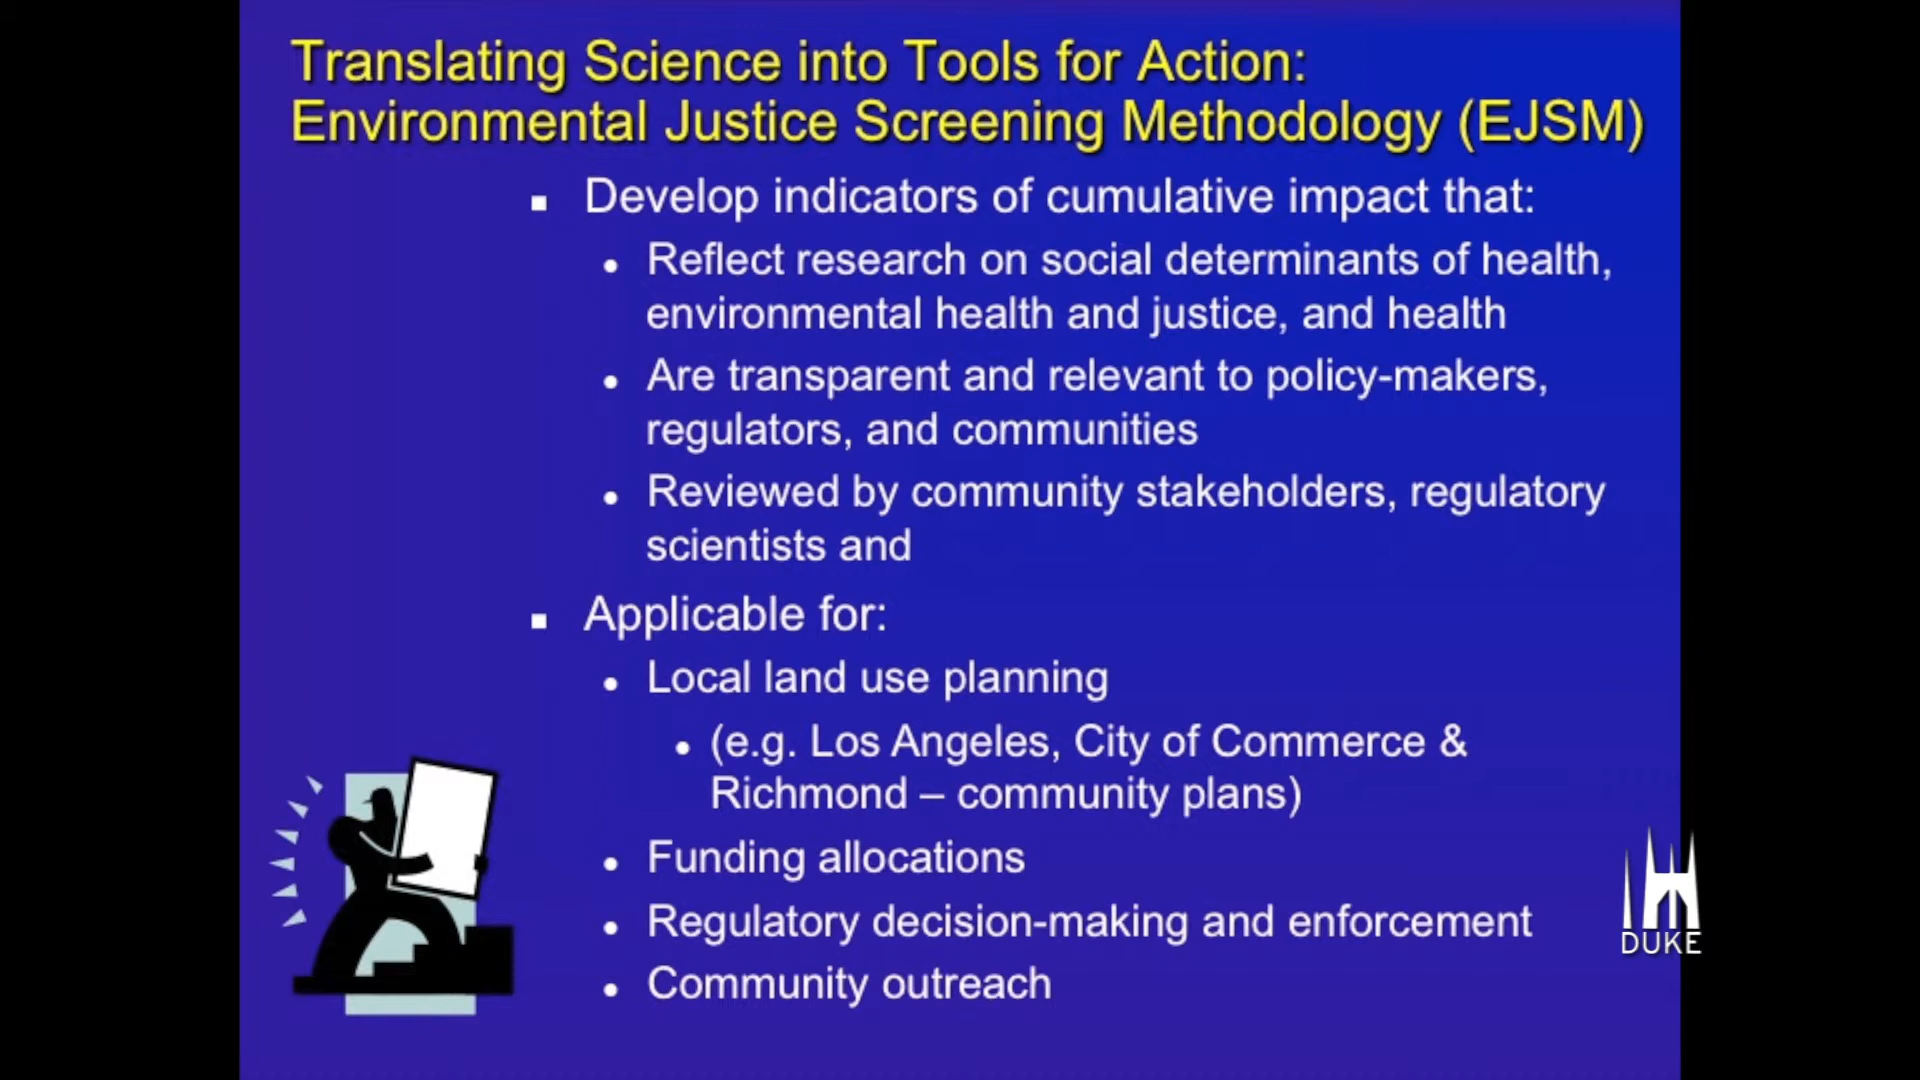 Translating Science into Tools for Action:
Environmental Justice Screening Methodology (EJSM)
Develop indicators of cumulative impact that:
Reflect research on social determinants of health,
environmental health and justice, and health
Are transparent and relevant to policy-makers,
regulators, and communities
Reviewed by community stakeholders, regulatory
scientists and
Applicable for:
Local land use planning
(e.g. Los Angeles, City of Commerce &
Richmond – community plans)
Funding allocations
Regulatory decision-making and enforcement
Community outreach
DUKE